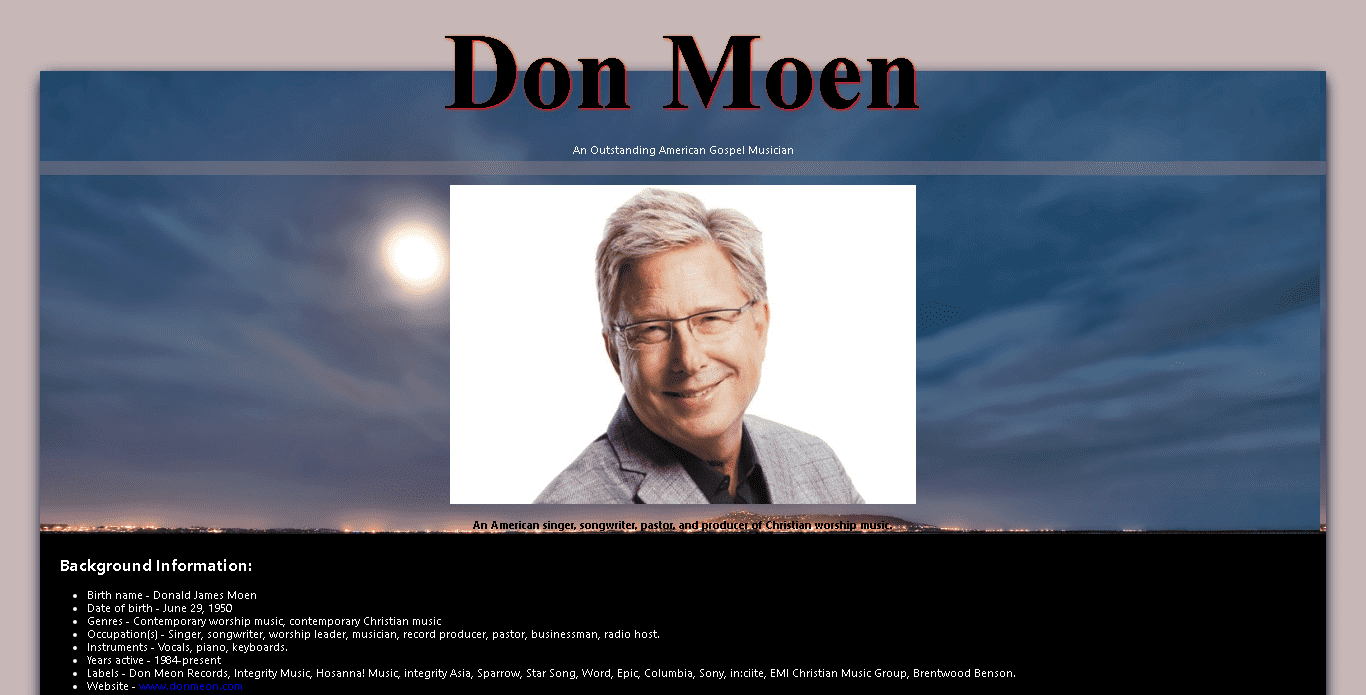 Don Moen
An Outstanding American Gospel Musician
An American singer, songwriter, pastor, and producer of Christian worship music.
Background Information:
Birth name - Donald James Moen
Date of birth - June 29, 1950
Genres - Contemporary worship music, contemporary Christian music
Occupation(s) - Singer, songwriter, worship leader, musician, record producer, pastor, businessman, radio host.
Instruments - Vocals, piano, keyboards.
Years active - 1984-present
Labels - Don Meon Records, Integrity Music, Hosanna! Music, integrity Asia, Sparrow, Star Song, Word, Epic, Columbia, Sony, in:ciite, EMI Christian Music Group, Brentwood Benson.
Website - www.donmeon.com